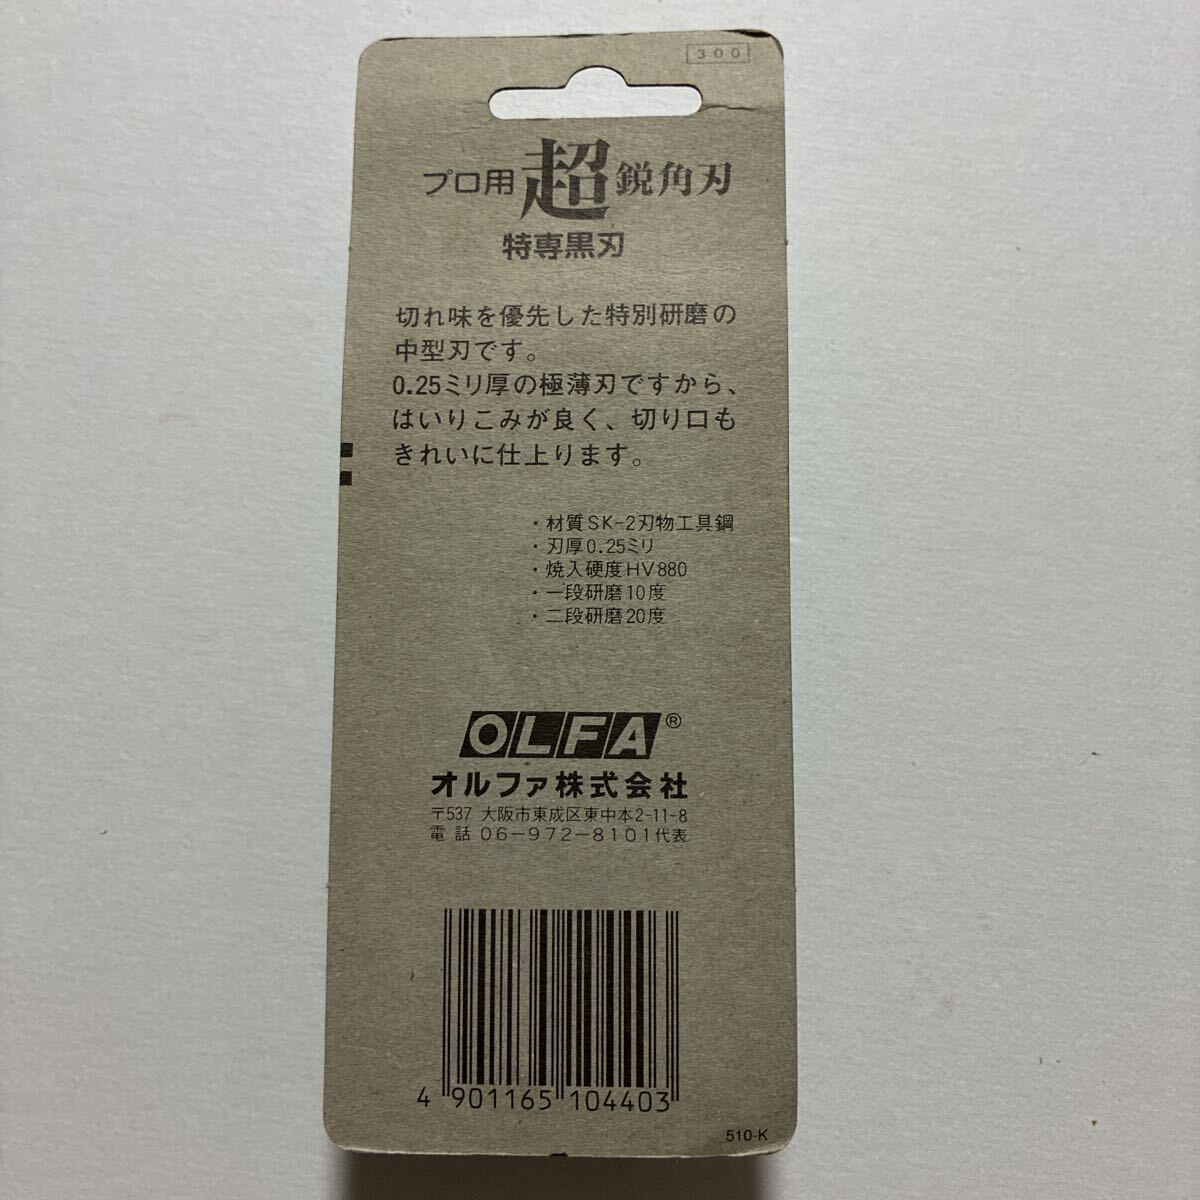 300
プロ用 超 鋭角刃
特専黒刃
切れ味を優先した特別研磨の
中型刃です。
0.25ミリ厚の極薄刃ですから、
はいりこみが良く、切り口も
きれいに仕上ります。
・材質SK-2刃物工具鋼
・刃厚0.25ミリ
・焼入硬度HV880
・一段研磨10度
・二段研磨20度
OLFA®
オルファ株式会社
〒537 大阪市東成区東中本2-11-8
電話 06-972-8101代表
4 901165 104403
510-K